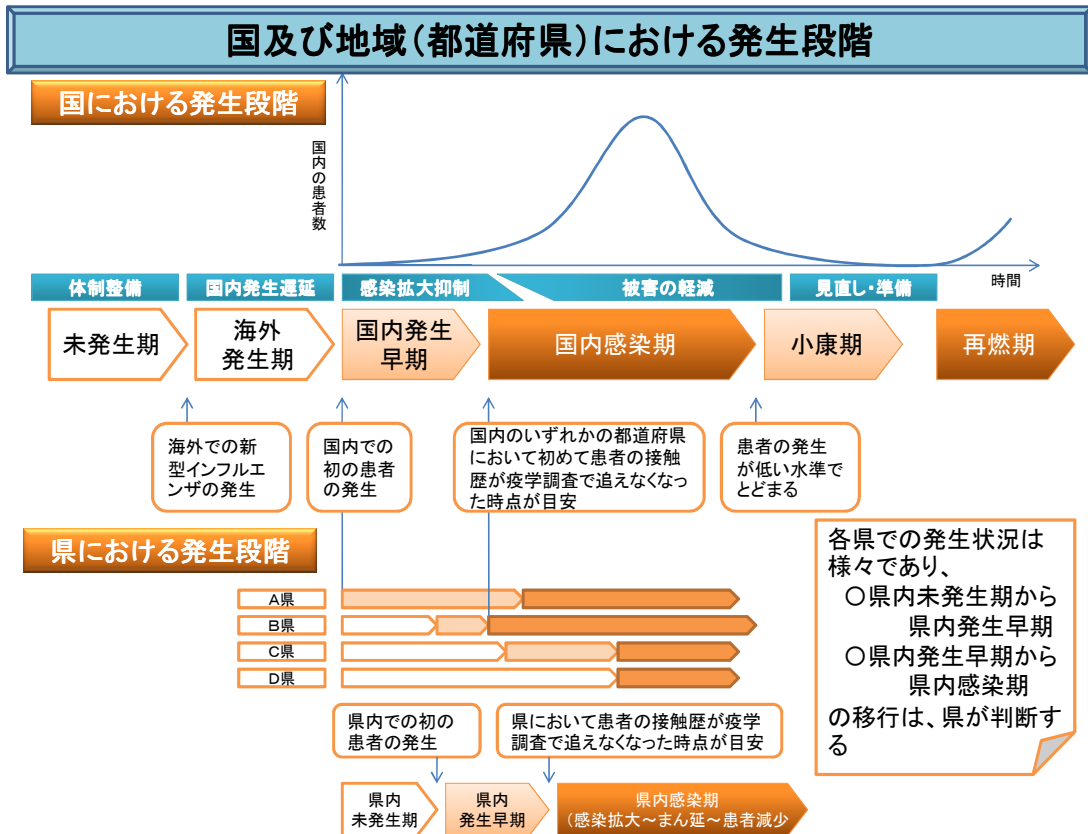 国及び地域(都道府県)における発生段階
国における発生段階
国内の患者数
時間
体制整備
国内発生遅延
感染拡大抑制
被害の軽減
見直し・準備
未発生期
海外
発生期
国内発生
早期
国内感染期
小康期
再燃期
海外での新
型インフルエ
ンザの発生
国内での
初の患者
の発生
国内のいずれかの都道府県
において初めて患者の接触
歴が疫学調査で追えなくなっ
た時点が目安
患者の発生
が低い水準で
とどまる
県における発生段階
A県
B県
C県
D県
各県での発生状況は
様々であり、
○県内未発生期から
県内発生早期
○県内発生早期から
県内感染期
の移行は、県が判断す
る
県内での初の
患者の発生
県において患者の接触歴が疫学
調査で追えなくなった時点が目安
県内
未発生期
県内
発生早期
県内感染期
(感染拡大~まん延~患者減少